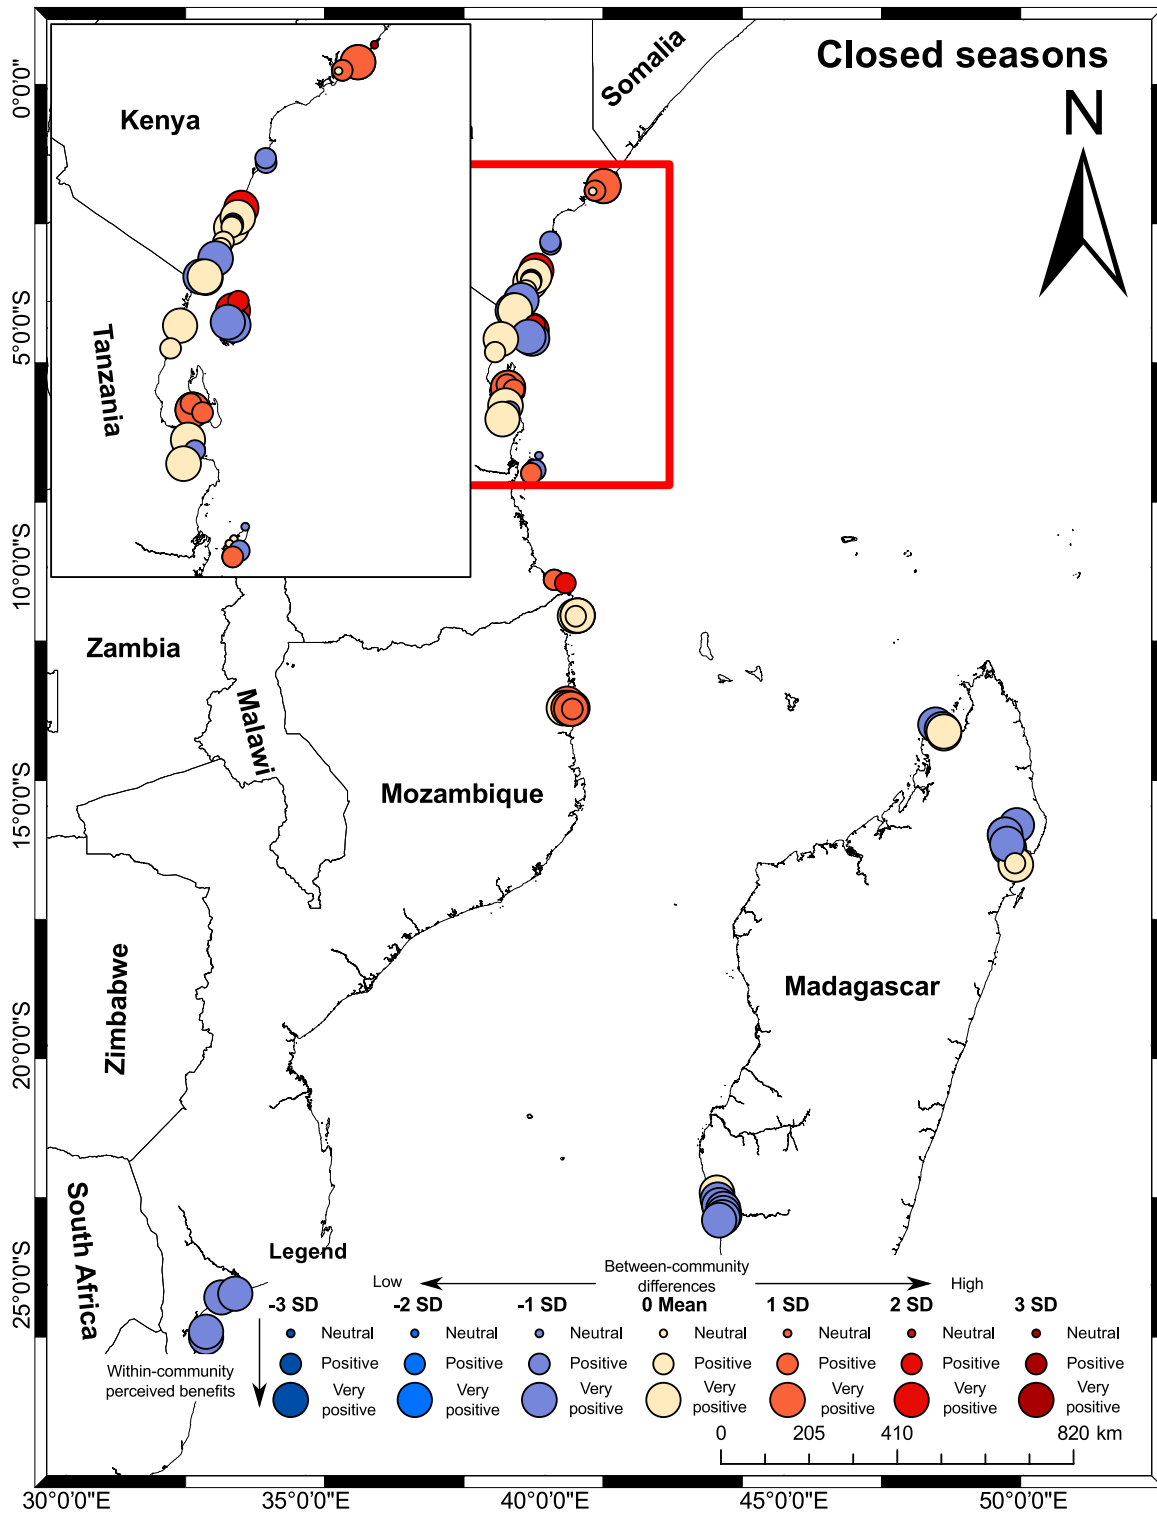 Closed seasons
N
Somalia
Kenya
Tanzania
Zambia
Malawi
Mozambique
Zimbabwe
Madagascar
South Africa
0°0'0"
5°0'0"S
10°0'0"S
15°0'0"S
20°0'0"S
25°0'0"S
Legend
Between-community
differences
Low
High
-3 SD
-2 SD
-1 SD
0 Mean
1 SD
2 SD
3 SD
Neutral
Neutral
Neutral
Neutral
Neutral
Neutral
Neutral
Within-community
perceived benefits
Positive
Positive
Positive
Positive
Positive
Positive
Positive
Very
positive
Very
positive
Very
positive
Very
positive
Very
positive
Very
positive
Very
positive
0 205 410 820 km
30°0'0"E 35°0'0"E 40°0'0"E 45°0'0"E 50°0'0"E